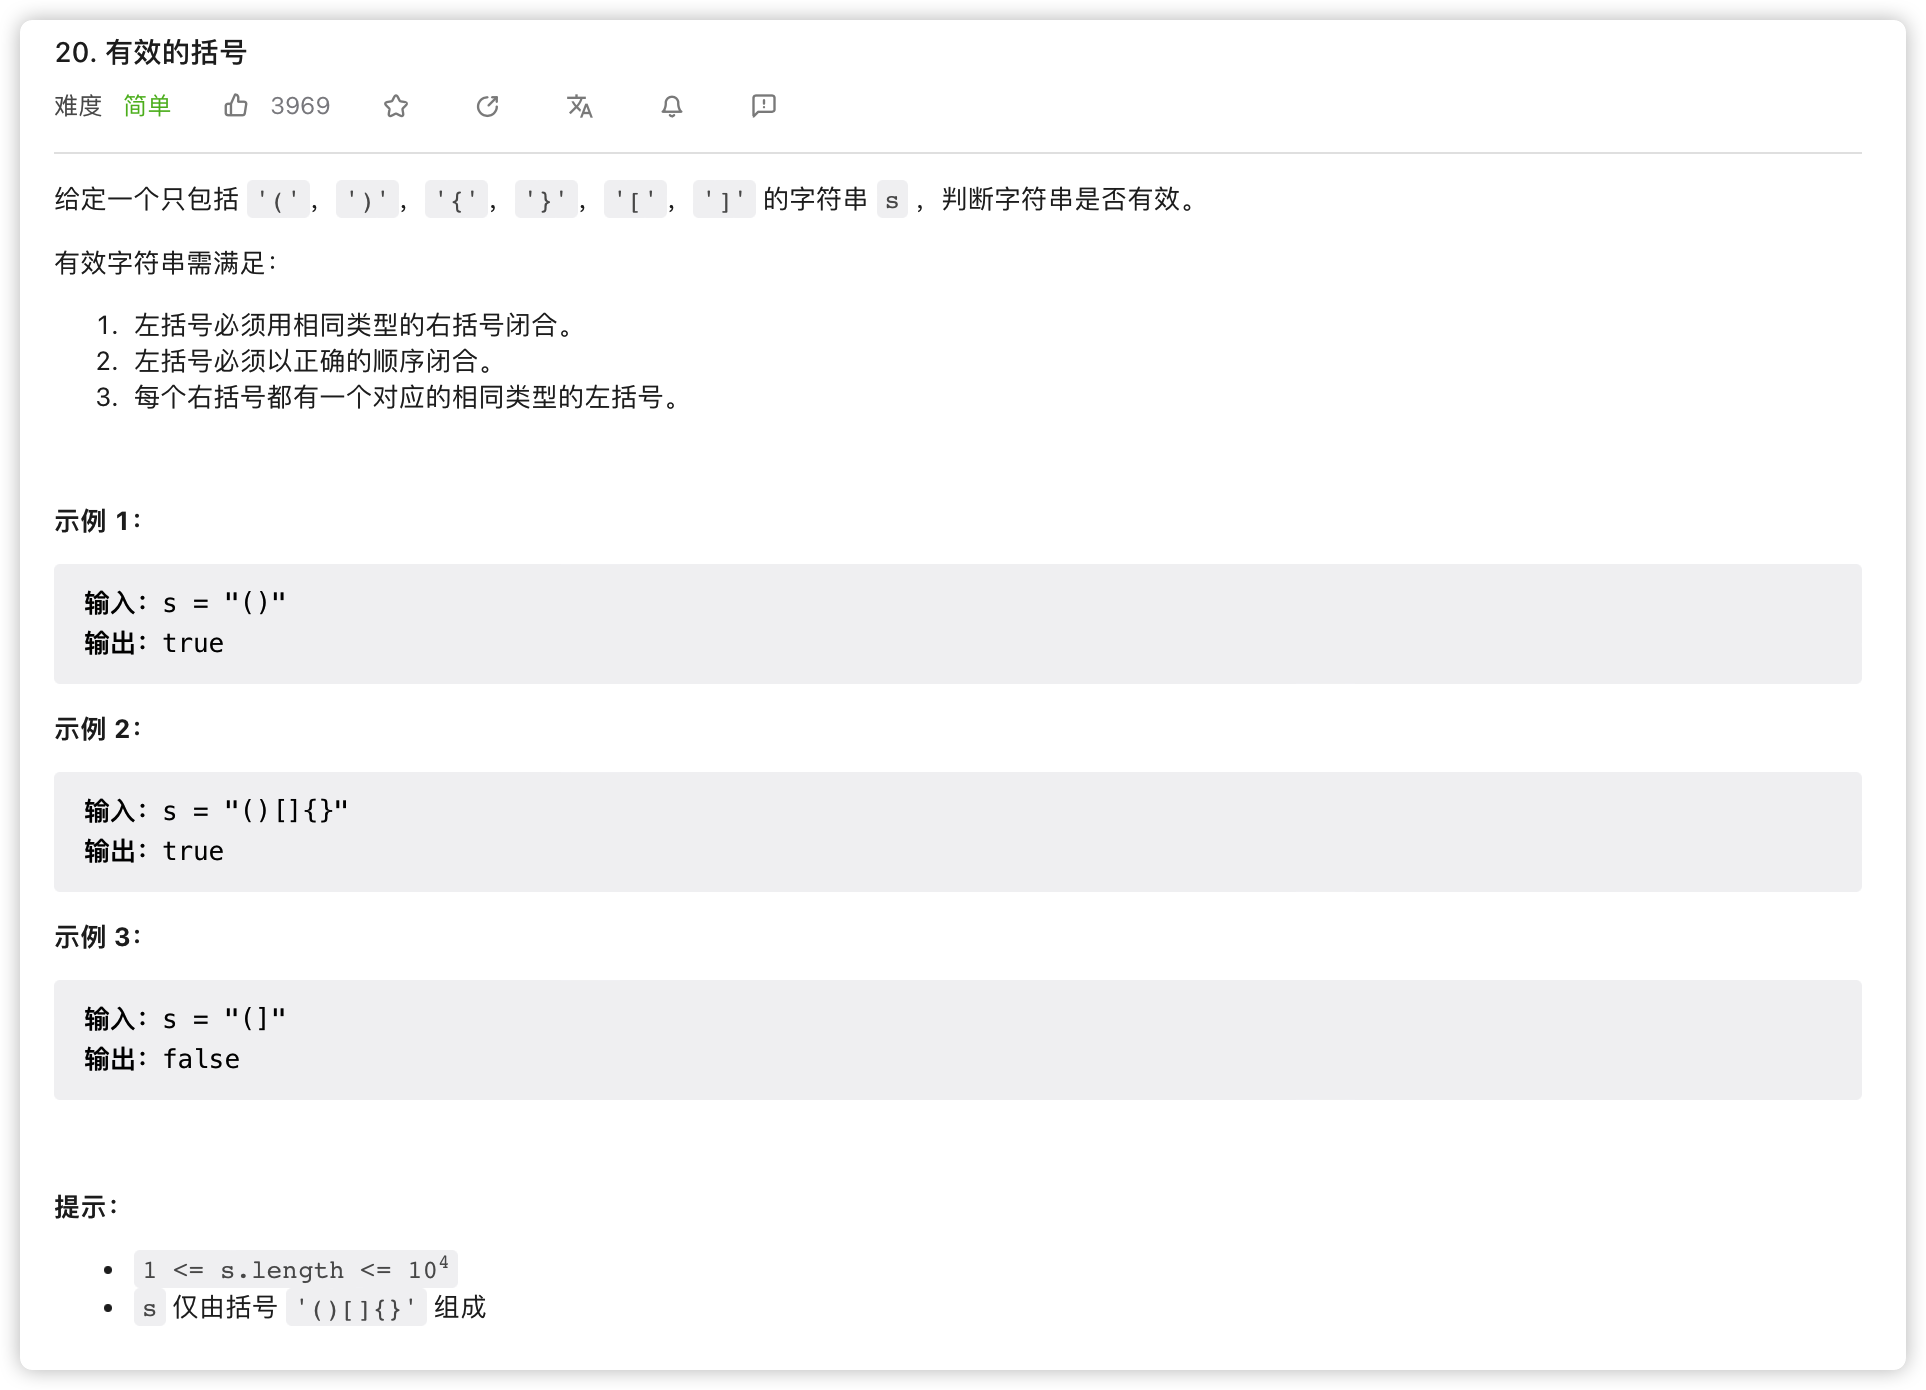 20. 有效的括号
难度 简单 3969
给定一个只包括 '(', ')', '{', '}', '[', ']' 的字符串 s ，判断字符串是否有效。
有效字符串需满足：
1. 左括号必须用相同类型的右括号闭合。
2. 左括号必须以正确的顺序闭合。
3. 每个右括号都有一个对应的相同类型的左括号。
示例 1：
输入：s = "()"
输出：true
示例 2：
输入：s = "()[]{}"
输出：true
示例 3：
输入：s = "(]"
输出：false
提示：
• 1 <= s.length <= 10⁴
• s 仅由括号 '()[]{}' 组成